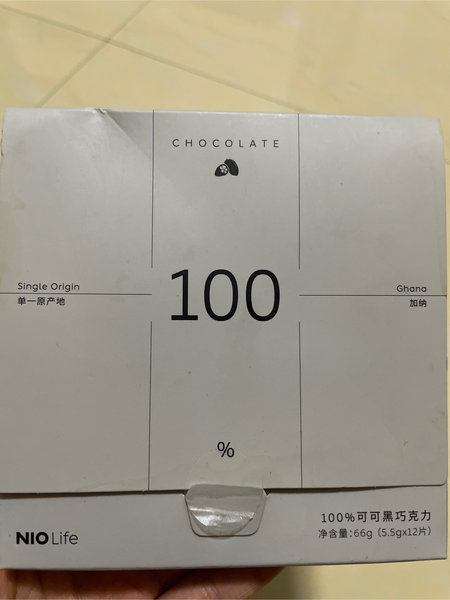 CHOCOLATE
Single Origin
单一原产地
100
Ghana
加纳
%
NIO Life
100%可可黑巧克力
净含量:66g (5.5gx12片)